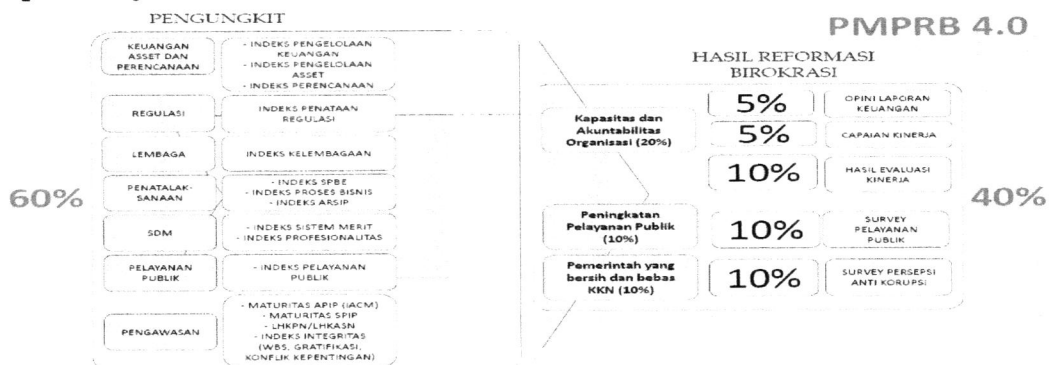 PENGUNGKIT
PMPRB 4.0
60%
KEUANGAN
ASSET DAN
PERENCANAAN
- INDEKS PENGELOLAAN
KEUANGAN
- INDEKS PENGELOLAAN
ASSET
- INDEKS PERENCANAAN
REGULASI
INDEKS PENATAAN
REGULASI
LEMBAGA
INDEKS KELEMBAGAAN
PENATALAK-
SANAAN
- INDEKS SPBE
- INDEKS PROSES BISNIS
- INDEKS ARSIP
SDM
- INDEKS SISTEM MERIT
- INDEKS PROFESIONALITAS
PELAYANAN
PUBLIK
- INDEKS PELAYANAN
PUBLIK
PENGAWASAN
- MATURITAS APIP (IACM)
- MATURITAS SPIP
- LHKPN/LHKASN
- INDEKS INTEGRITAS
(WBS, GRATIFIKASI,
KONFLIK KEPENTINGAN)
HASIL REFORMASI
BIROKRASI
Kapasitas dan
Akuntabilitas
Organisasi (20%)
5%
OPINI LAPORAN
KEUANGAN
5%
CAPAIAN KINERJA
10%
HASIL EVALUASI
KINERJA
Peningkatan
Pelayanan Publik
(10%)
10%
SURVEY
PELAYANAN
PUBLIK
Pemerintah yang
bersih dan bebas
KKN (10%)
10%
SURVEY PERSEPSI
ANTI KORUPSI
40%